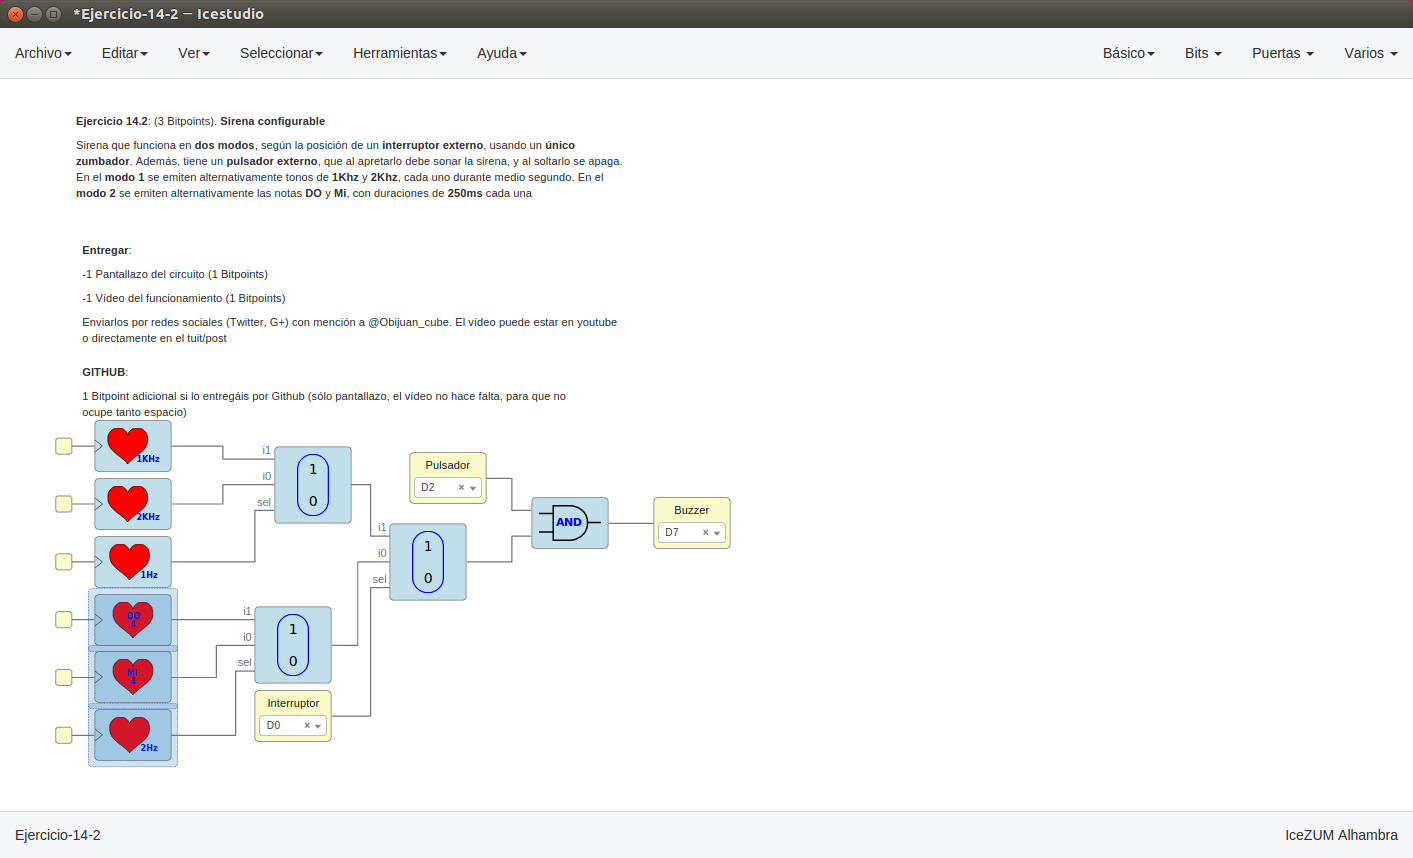 *Ejercicio-14-2 — Icestudio
Archivo Editar Ver Seleccionar Herramientas Ayuda Básico Bits Puertas Varios
Ejercicio 14.2: (3 Bitpoints). Sirena configurable
Sirena que funciona en dos modos, según la posición de un interruptor externo, usando un único
zumbador. Además, tiene un pulsador externo, que al apretarlo debe sonar la sirena, y al soltarlo se apaga.
En el modo 1 se emiten alternativamente tonos de 1Khz y 2Khz, cada uno durante medio segundo. En el
modo 2 se emiten alternativamente las notas DO y Mi, con duraciones de 250ms cada una
Entregar:
-1 Pantallazo del circuito (1 Bitpoints)
-1 Vídeo del funcionamiento (1 Bitpoints)
Enviarlos por redes sociales (Twitter, G+) con mención a @Obijuan_cube. El vídeo puede estar en youtube
o directamente en el tuit/post
GITHUB:
1 Bitpoint adicional si lo entregáis por Github (sólo pantallazo, el vídeo no hace falta, para que no
ocupe tanto espacio)
1KHz
2KHz
1Hz
DO
4
MI
4
2Hz
i1
i0
sel
1
0
i1
i0
sel
1
0
Interruptor
D0 ×
Pulsador
D2 ×
i1
i0
sel
1
0
AND
Buzzer
D7 ×
Ejercicio-14-2
IceZUM Alhambra